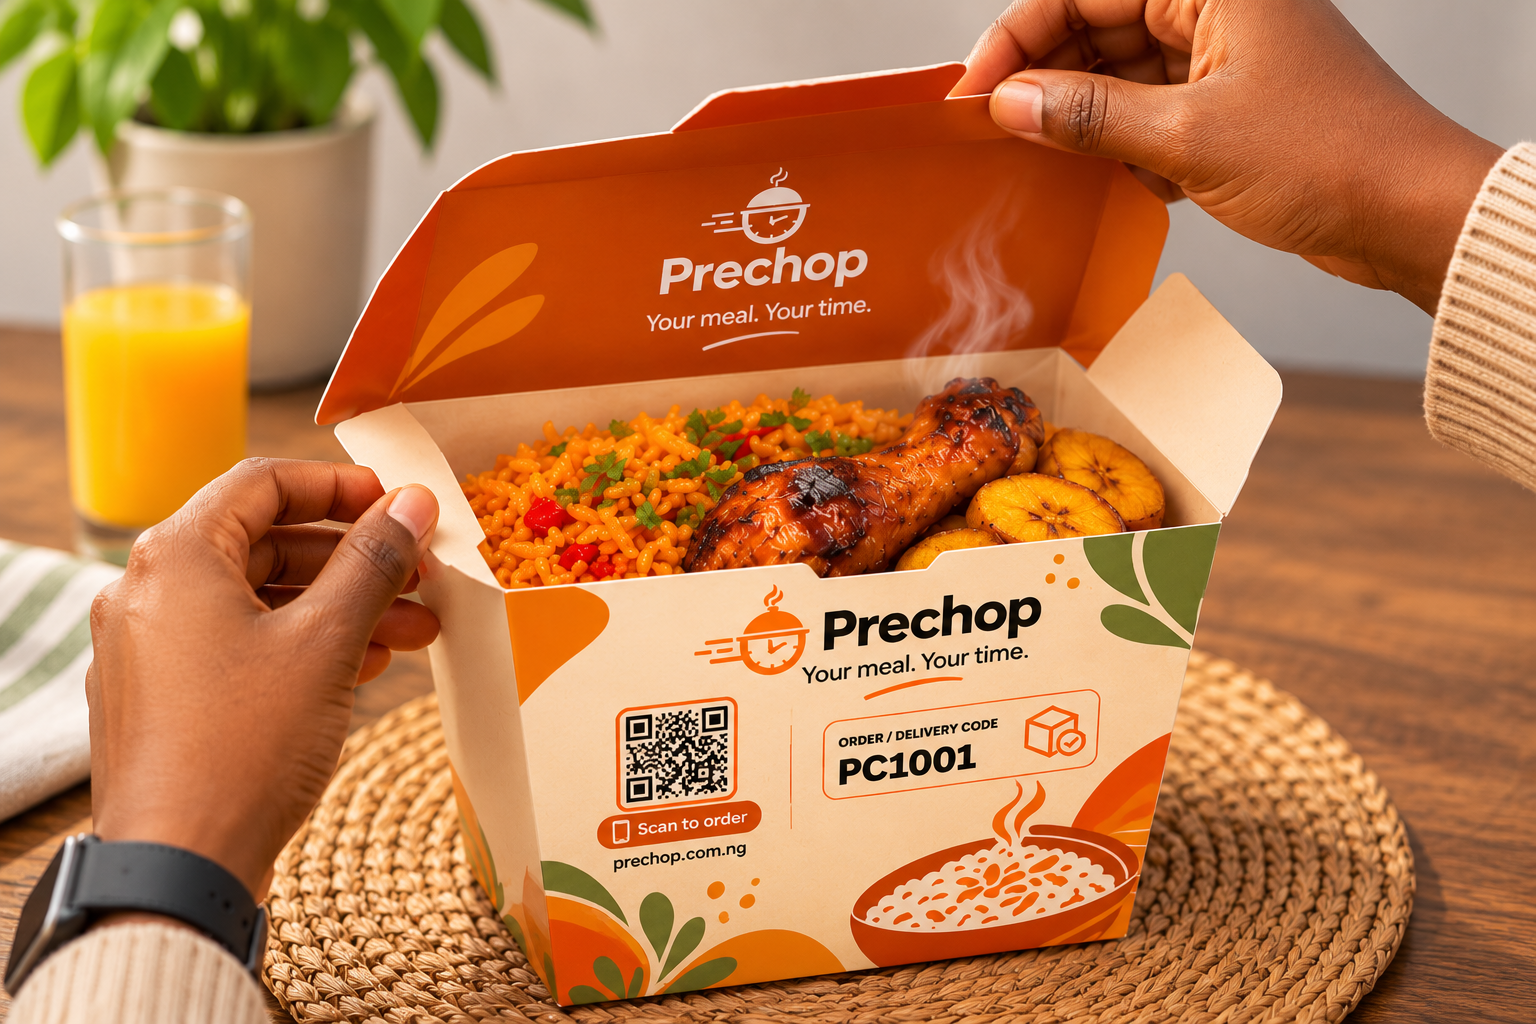 Prechop
Your meal. Your time.
Prechop
Your meal. Your time.
ORDER / DELIVERY CODE
PC1001
Scan to order
prechop.com.ng